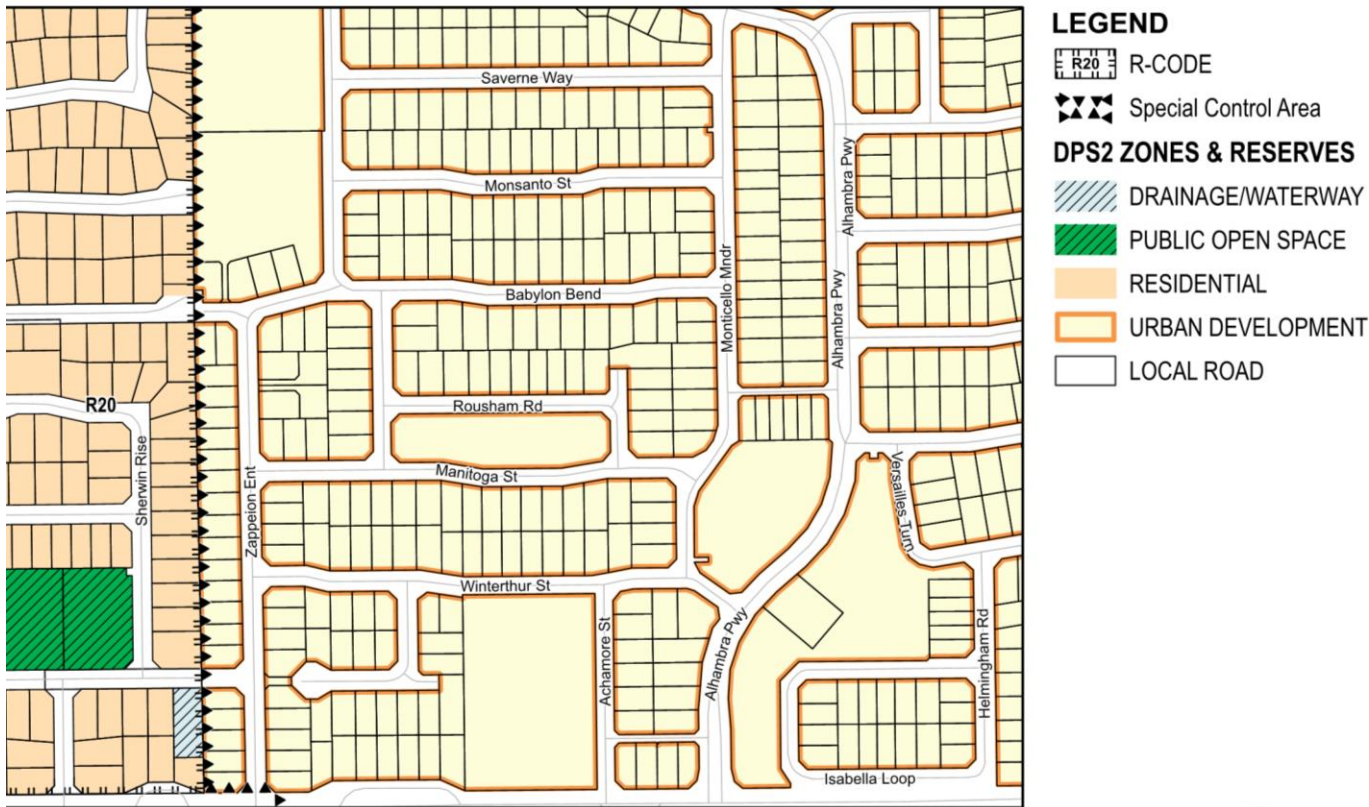 Saverne Way
Monsanto St
Alhambra Pwy
Monticello Mndr
Babylon Bend
Alhambra Pwy
R20
Rousham Rd
Sherwin Rise
Zappeion Ent
Manitoga St
Versailles Turn
Winterthur St
Achamore St
Alhambra Pwy
Helmingham Rd
Isabella Loop
LEGEND
R20 R-CODE
Special Control Area
DPS2 ZONES & RESERVES
DRAINAGE/WATERWAY
PUBLIC OPEN SPACE
RESIDENTIAL
URBAN DEVELOPMENT
LOCAL ROAD